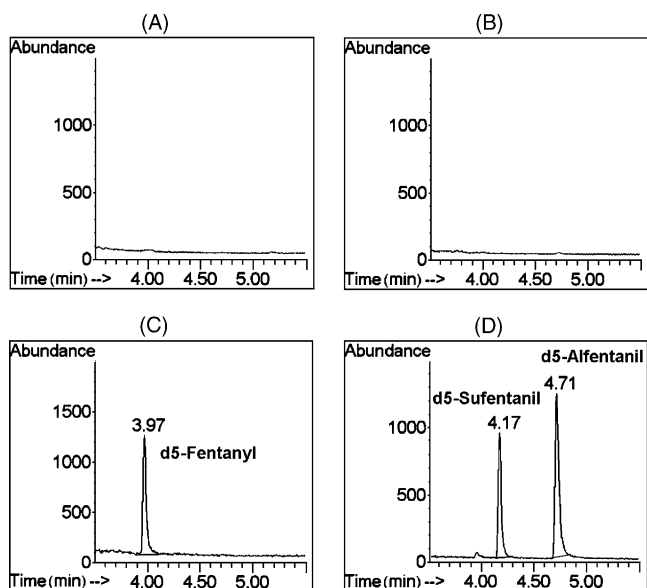 (A)
Abundance
1000
500
0
Time (min) --> 4.00 4.50 5.00
(B)
Abundance
1000
500
0
Time (min) --> 4.00 4.50 5.00
(C)
Abundance
1500
1000
500
0
3.97
d5-Fentanyl
Time (min) --> 4.00 4.50 5.00
(D)
Abundance
d5-Alfentanil
4.71
d5-Sufentanil
4.17
1000
500
0
Time (min) --> 4.00 4.50 5.00